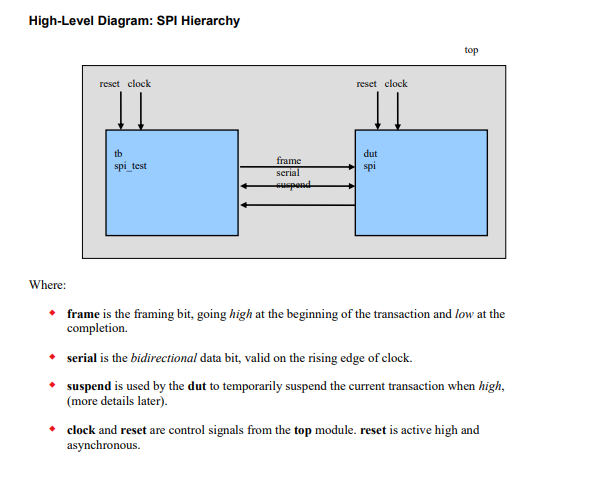 High-Level Diagram: SPI Hierarchy
top
reset clock
reset clock
tb
spi_test
frame
serial
suspend
dut
spi
Where:
frame is the framing bit, going high at the beginning of the transaction and low at the
completion.
serial is the bidirectional data bit, valid on the rising edge of clock.
suspend is used by the dut to temporarily suspend the current transaction when high,
(more details later).
clock and reset are control signals from the top module. reset is active high and
asynchronous.